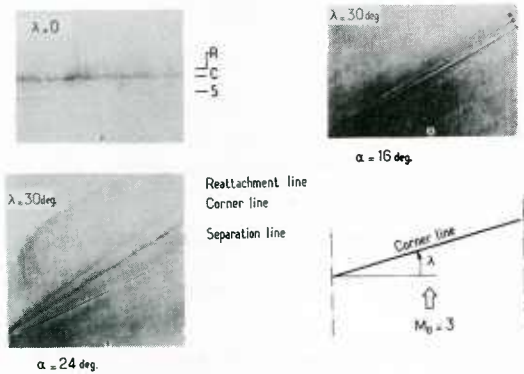 λ = 0
R
C
S
λ = 30 deg
α = 16 deg.
λ = 30 deg.
Reattachment line
Corner line
Separation line
α = 24 deg.
Corner line
λ
M₀ = 3